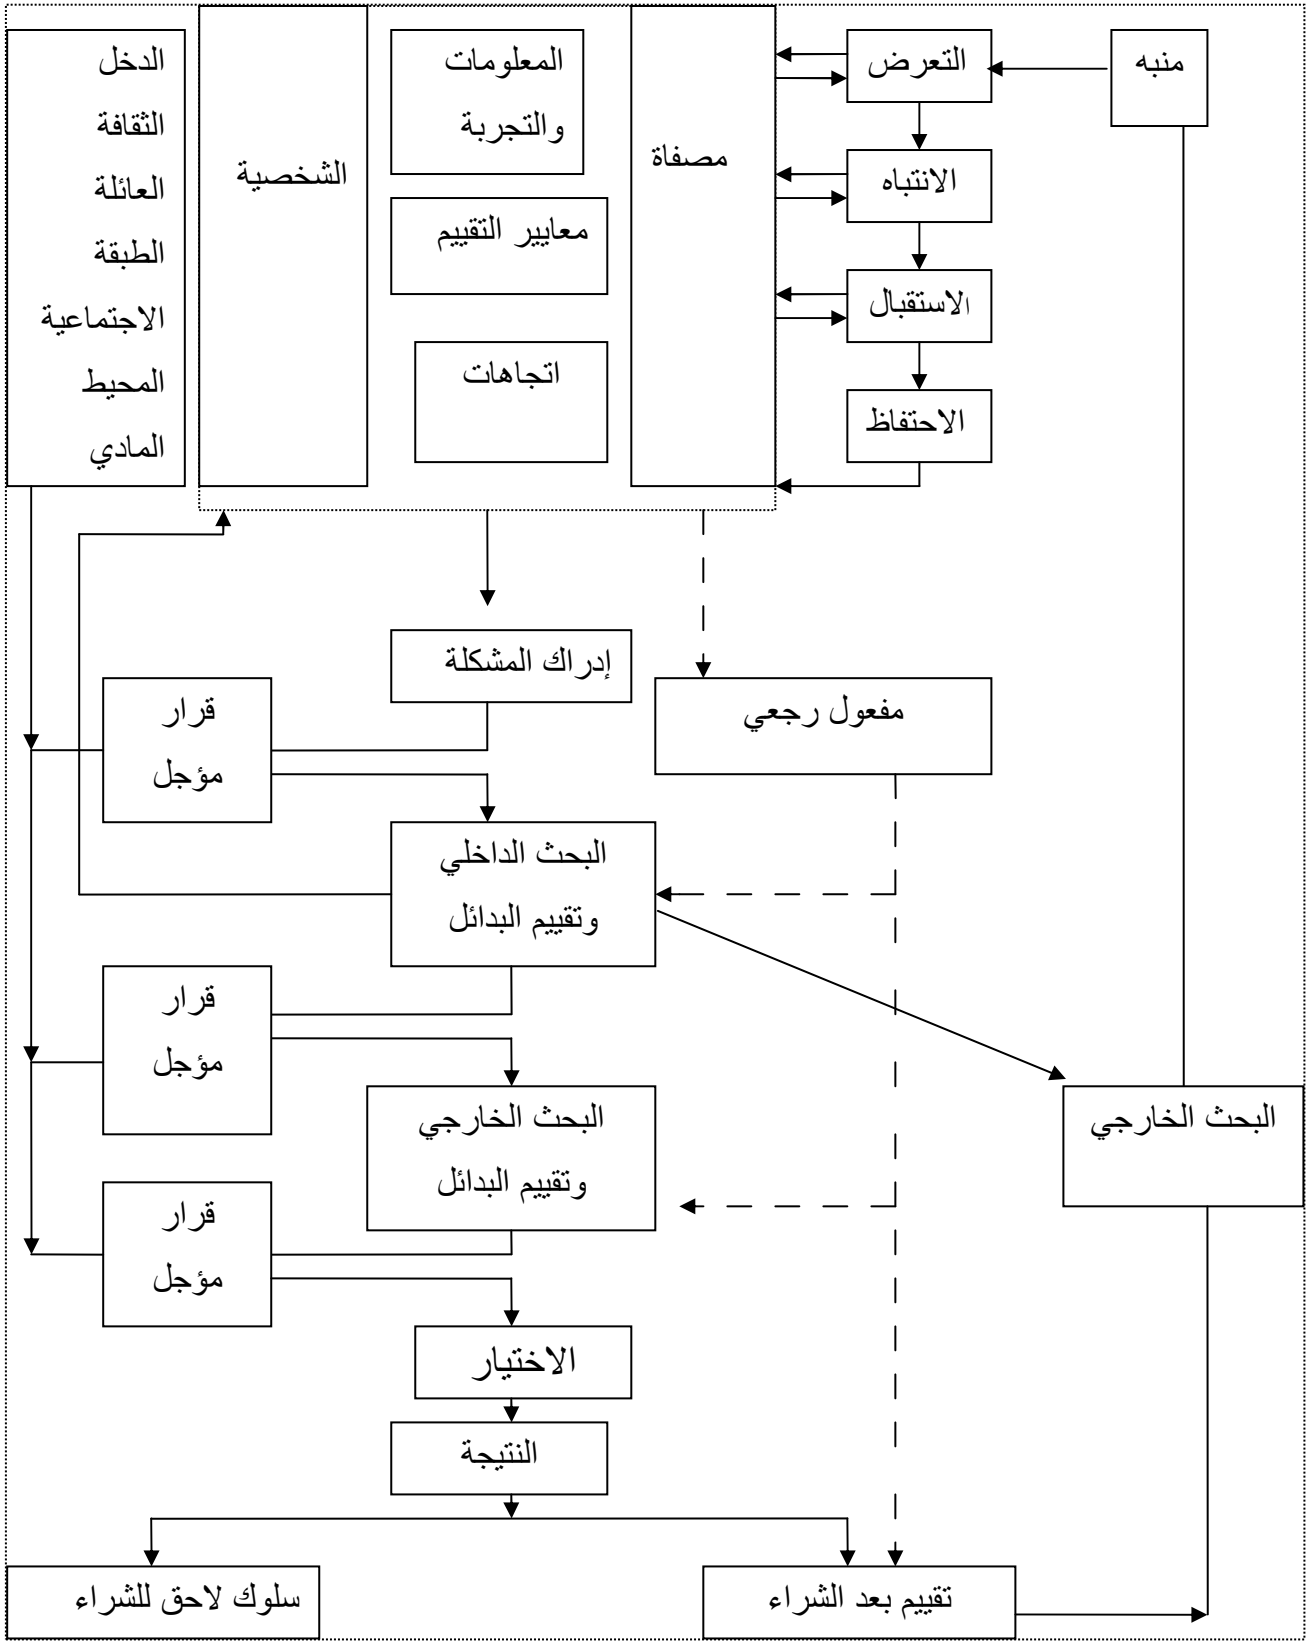 منبه
التعرض
الانتباه
الاستقبال
الاحتفاظ
مصفاة
المعلومات
والتجربة
معايير التقييم
اتجاهات
الشخصية
الدخل
الثقافة
العائلة
الطبقة
الاجتماعية
المحيط
المادي
إدراك المشكلة
مفعول رجعي
قرار
مؤجل
البحث الداخلي
وتقييم البدائل
قرار
مؤجل
البحث الخارجي
البحث الخارجي
وتقييم البدائل
قرار
مؤجل
الاختيار
النتيجة
تقييم بعد الشراء
سلوك لاحق للشراء